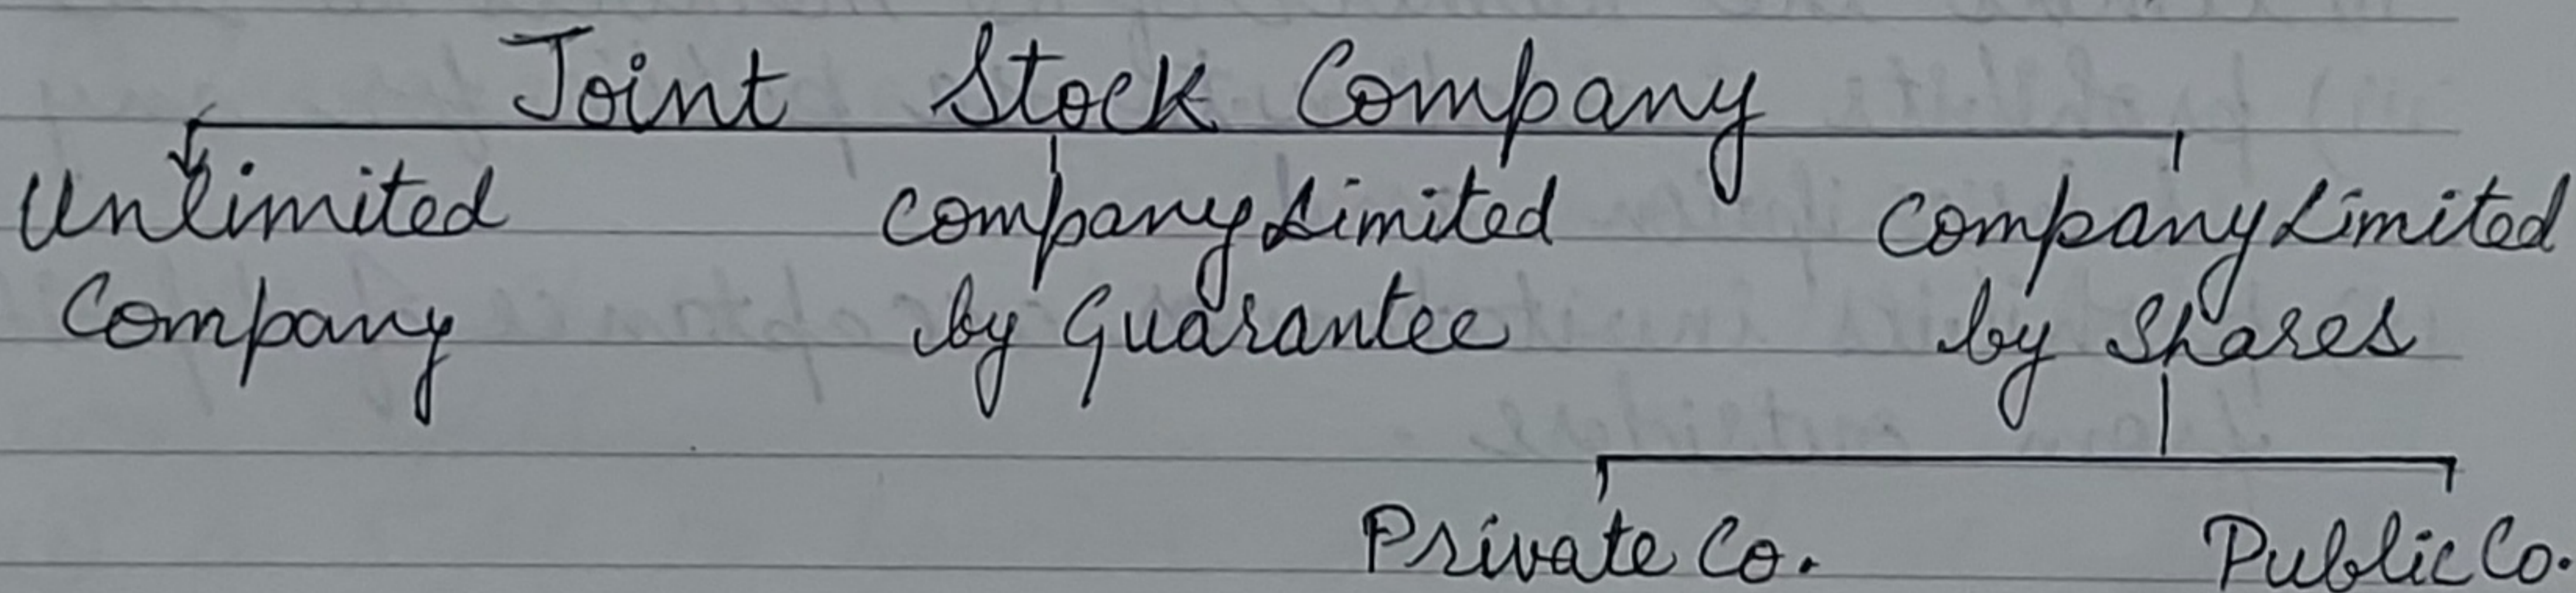 Joint Stock Company
Unlimited Company Limited Company Limited
Company by Guarantee by Shares
Private Co. Public Co.